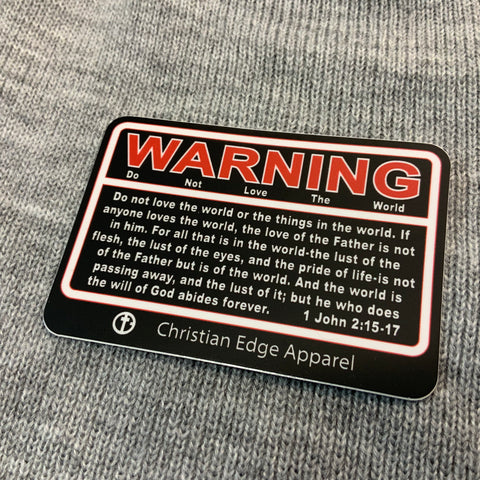 WARNING
Do Not Love The World
Do not love the world or the things in the world. If
anyone loves the world, the love of the Father is not
in him. For all that is in the world-the lust of the
flesh, the lust of the eyes, and the pride of life-is not
of the Father but is of the world. And the world is
passing away, and the lust of it; but he who does
the will of God abides forever. 1 John 2:15-17
Christian Edge Apparel